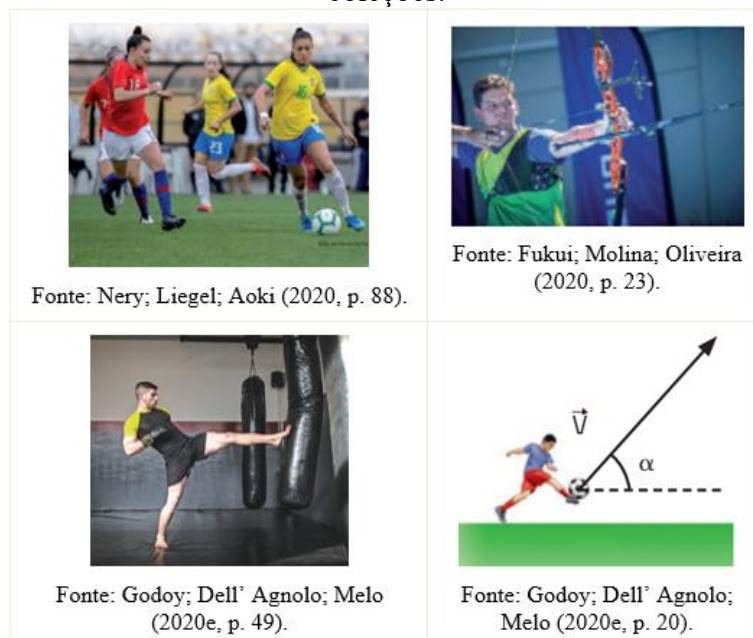 Fonte: Nery; Liegel; Aoki (2020, p. 88).
Fonte: Fukui; Molina; Oliveira
(2020, p. 23).
Fonte: Godoy; Dell’ Agnolo; Melo
(2020e, p. 49).
V
α
Fonte: Godoy; Dell’ Agnolo;
Melo (2020e, p. 20).